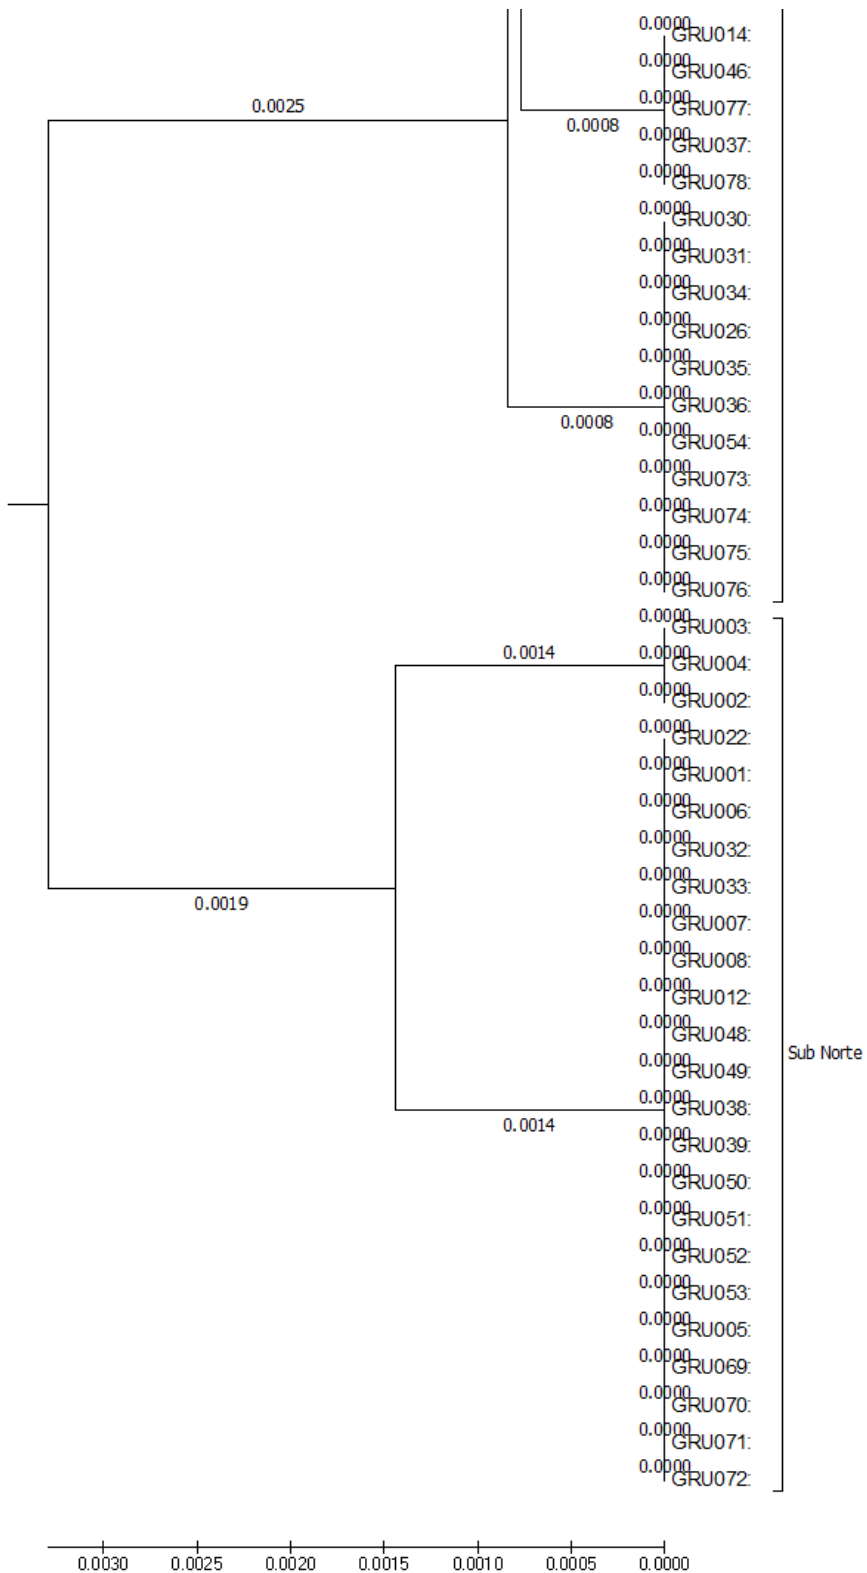 0.0000
GRU014:
0.0000
GRU046:
0.0000
GRU077:
0.0025
0.0008
0.0000
GRU037:
0.0000
GRU078:
0.0000
GRU030:
0.0000
GRU031:
0.0000
GRU034:
0.0000
GRU026:
0.0000
GRU035:
0.0000
GRU036:
0.0008
0.0000
GRU054:
0.0000
GRU073:
0.0000
GRU074:
0.0000
GRU075:
0.0000
GRU076:
0.0000
GRU003:
0.0014
0.0000
GRU004:
0.0000
GRU002:
0.0000
GRU022:
0.0000
GRU001:
0.0000
GRU006:
0.0000
GRU032:
0.0000
GRU033:
0.0019
0.0000
GRU007:
0.0000
GRU008:
0.0000
GRU012:
0.0000
GRU048:
Sub Norte
0.0000
GRU049:
0.0000
GRU038:
0.0014
0.0000
GRU039:
0.0000
GRU050:
0.0000
GRU051:
0.0000
GRU052:
0.0000
GRU053:
0.0000
GRU005:
0.0000
GRU069:
0.0000
GRU070:
0.0000
GRU071:
0.0000
GRU072:
0.0030 0.0025 0.0020 0.0015 0.0010 0.0005 0.0000